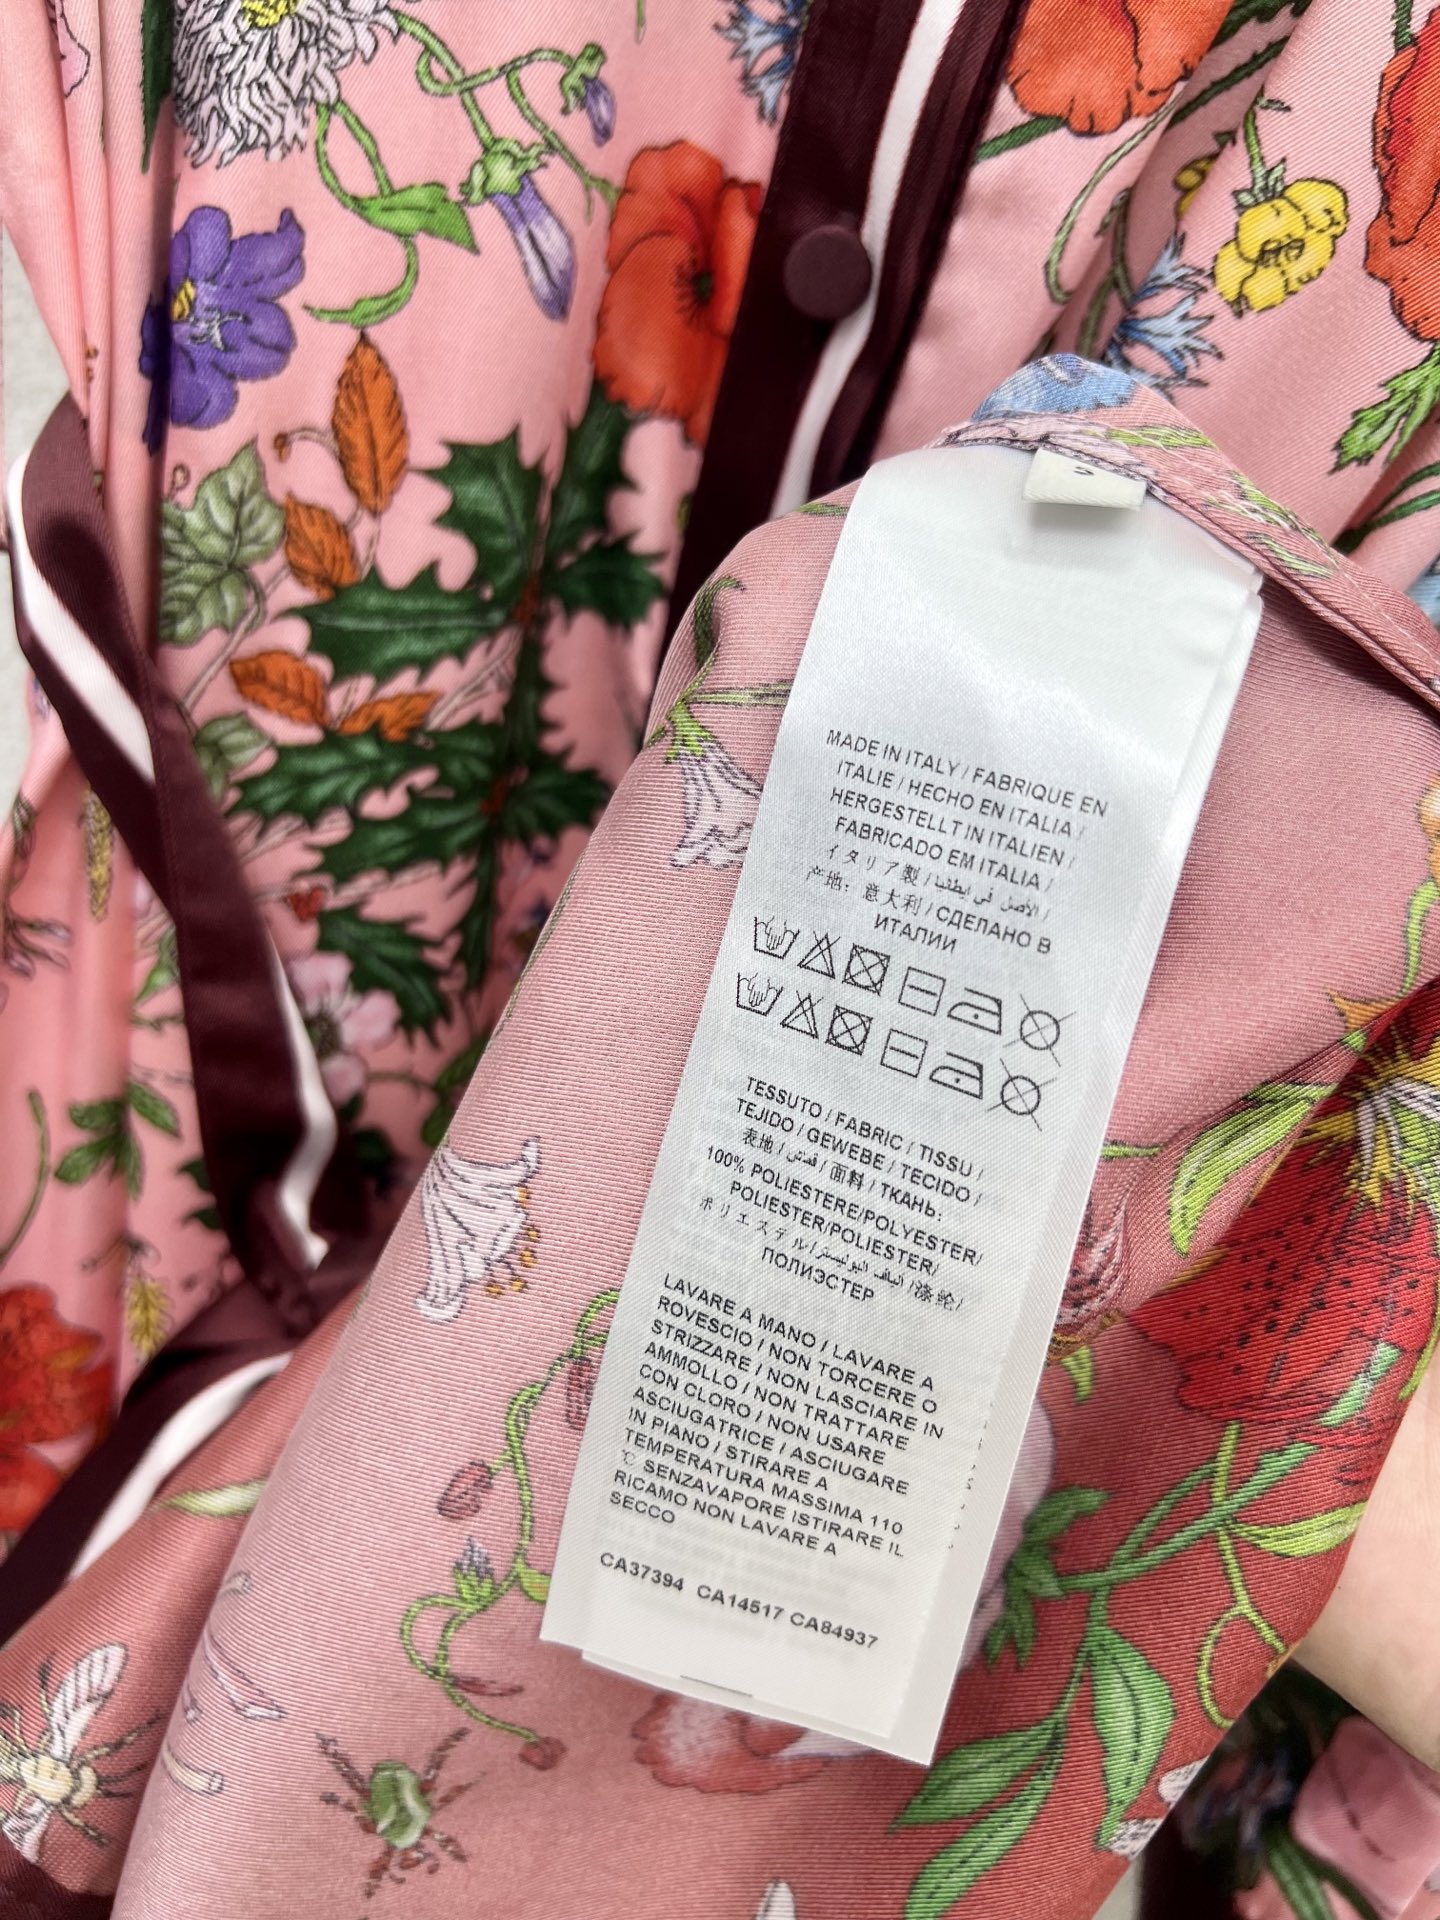 S
MADE IN ITALY / FABRIQUE EN
ITALIE / HECHO EN ITALIA /
HERGESTELLT IN ITALIEN /
FABRICADO EM ITALIA /
イタリア製 / الأصل في إيطاليا /
产地: 意大利 / СДЕЛАНО В
ИТАЛИИ
TESSUTO / FABRIC / TISSU /
TEJIDO / GEWEBE / TECIDO /
表地 / قماش / 面料 / ТКАНЬ:
100% POLIESTERE/POLYESTER/
POLIESTER/POLIESTER/
ポリエステル/الياف البوليستر/涤纶/
ПОЛИЭСТЕР
LAVARE A MANO / LAVARE A
ROVESCIO / NON TORCERE O
STRIZZARE / NON LASCIARE IN
AMMOLLO / NON TRATTARE
CON CLORO / NON USARE
ASCIUGATRICE / ASCIUGARE
IN PIANO / STIRARE A
TEMPERATURA MASSIMA 110
℃ SENZAVAPORE ISTIRARE IL
RICAMO NON LAVARE A
SECCO
CA37394 CA14517 CA84937